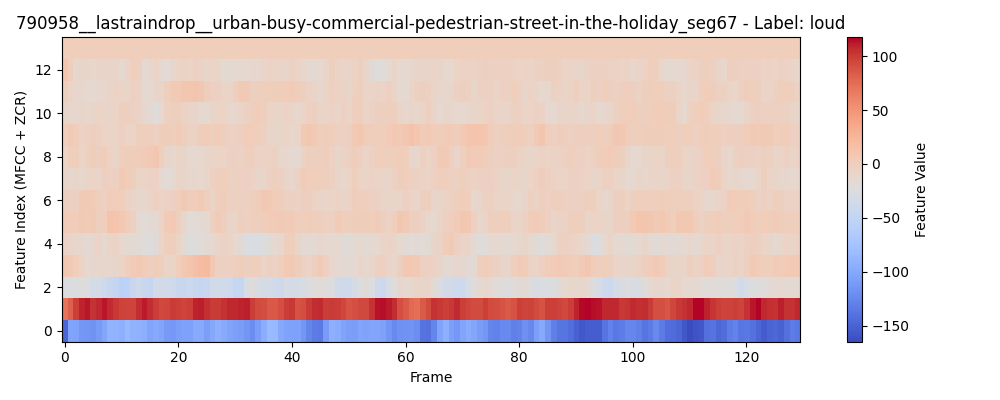 790958__lastraindrop__urban-busy-commercial-pedestrian-street-in-the-holiday_seg67 - Label: loud
Feature Index (MFCC + ZCR)
12
10
8
6
4
2
0
0 20 40 60 80 100 120
Frame
100
50
0
−50
−100
−150
Feature Value